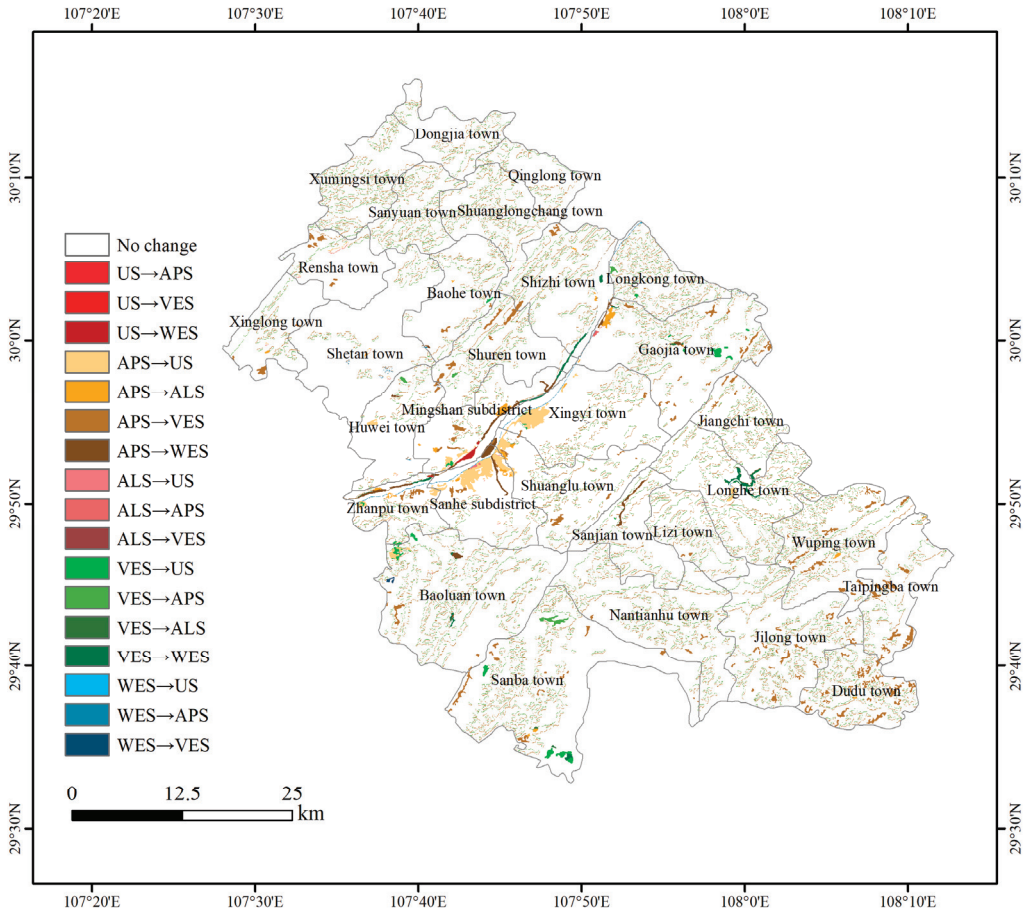 107°20'E 107°30'E 107°40'E 107°50'E 108°0'E 108°10'E
30°10'N 30°10'N
30°0'N 30°0'N
29°50'N 29°50'N
29°40'N 29°40'N
29°30'N 29°30'N
Dongjia town
Xumingsi town
Qinglong town
Sanyuan town
Shuanglongchang town
Rensha town
Shizhi town
Longkong town
Baohe town
Xinglong town
Shetan town
Shuren town
Gaojia town
Mingshan subdistrict
Xingyi town
Huwei town
Jiangchi town
Shuanglu town
Longhe town
Zhanpu town
Sanhe subdistrict
Sanjian town
Lizi town
Wuping town
Baoluan town
Taipingba town
Nantianhu town
Jilong town
Sanba town
Dudu town
No change
US→APS
US→VES
US→WES
APS→US
APS→ALS
APS→VES
APS→WES
ALS→US
ALS→APS
ALS→VES
VES→US
VES→APS
VES→ALS
VES→WES
WES→US
WES→APS
WES→VES
0 12.5 25
km
107°20'E 107°30'E 107°40'E 107°50'E 108°0'E 108°10'E